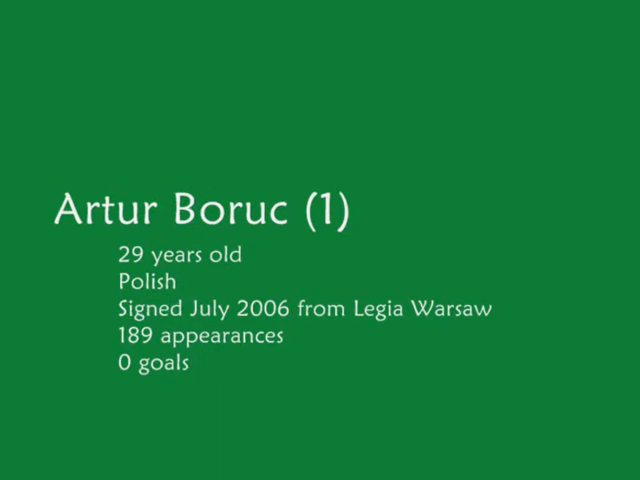 Artur Boruc (1)
29 years old
Polish
Signed July 2006 from Legia Warsaw
189 appearances
0 goals